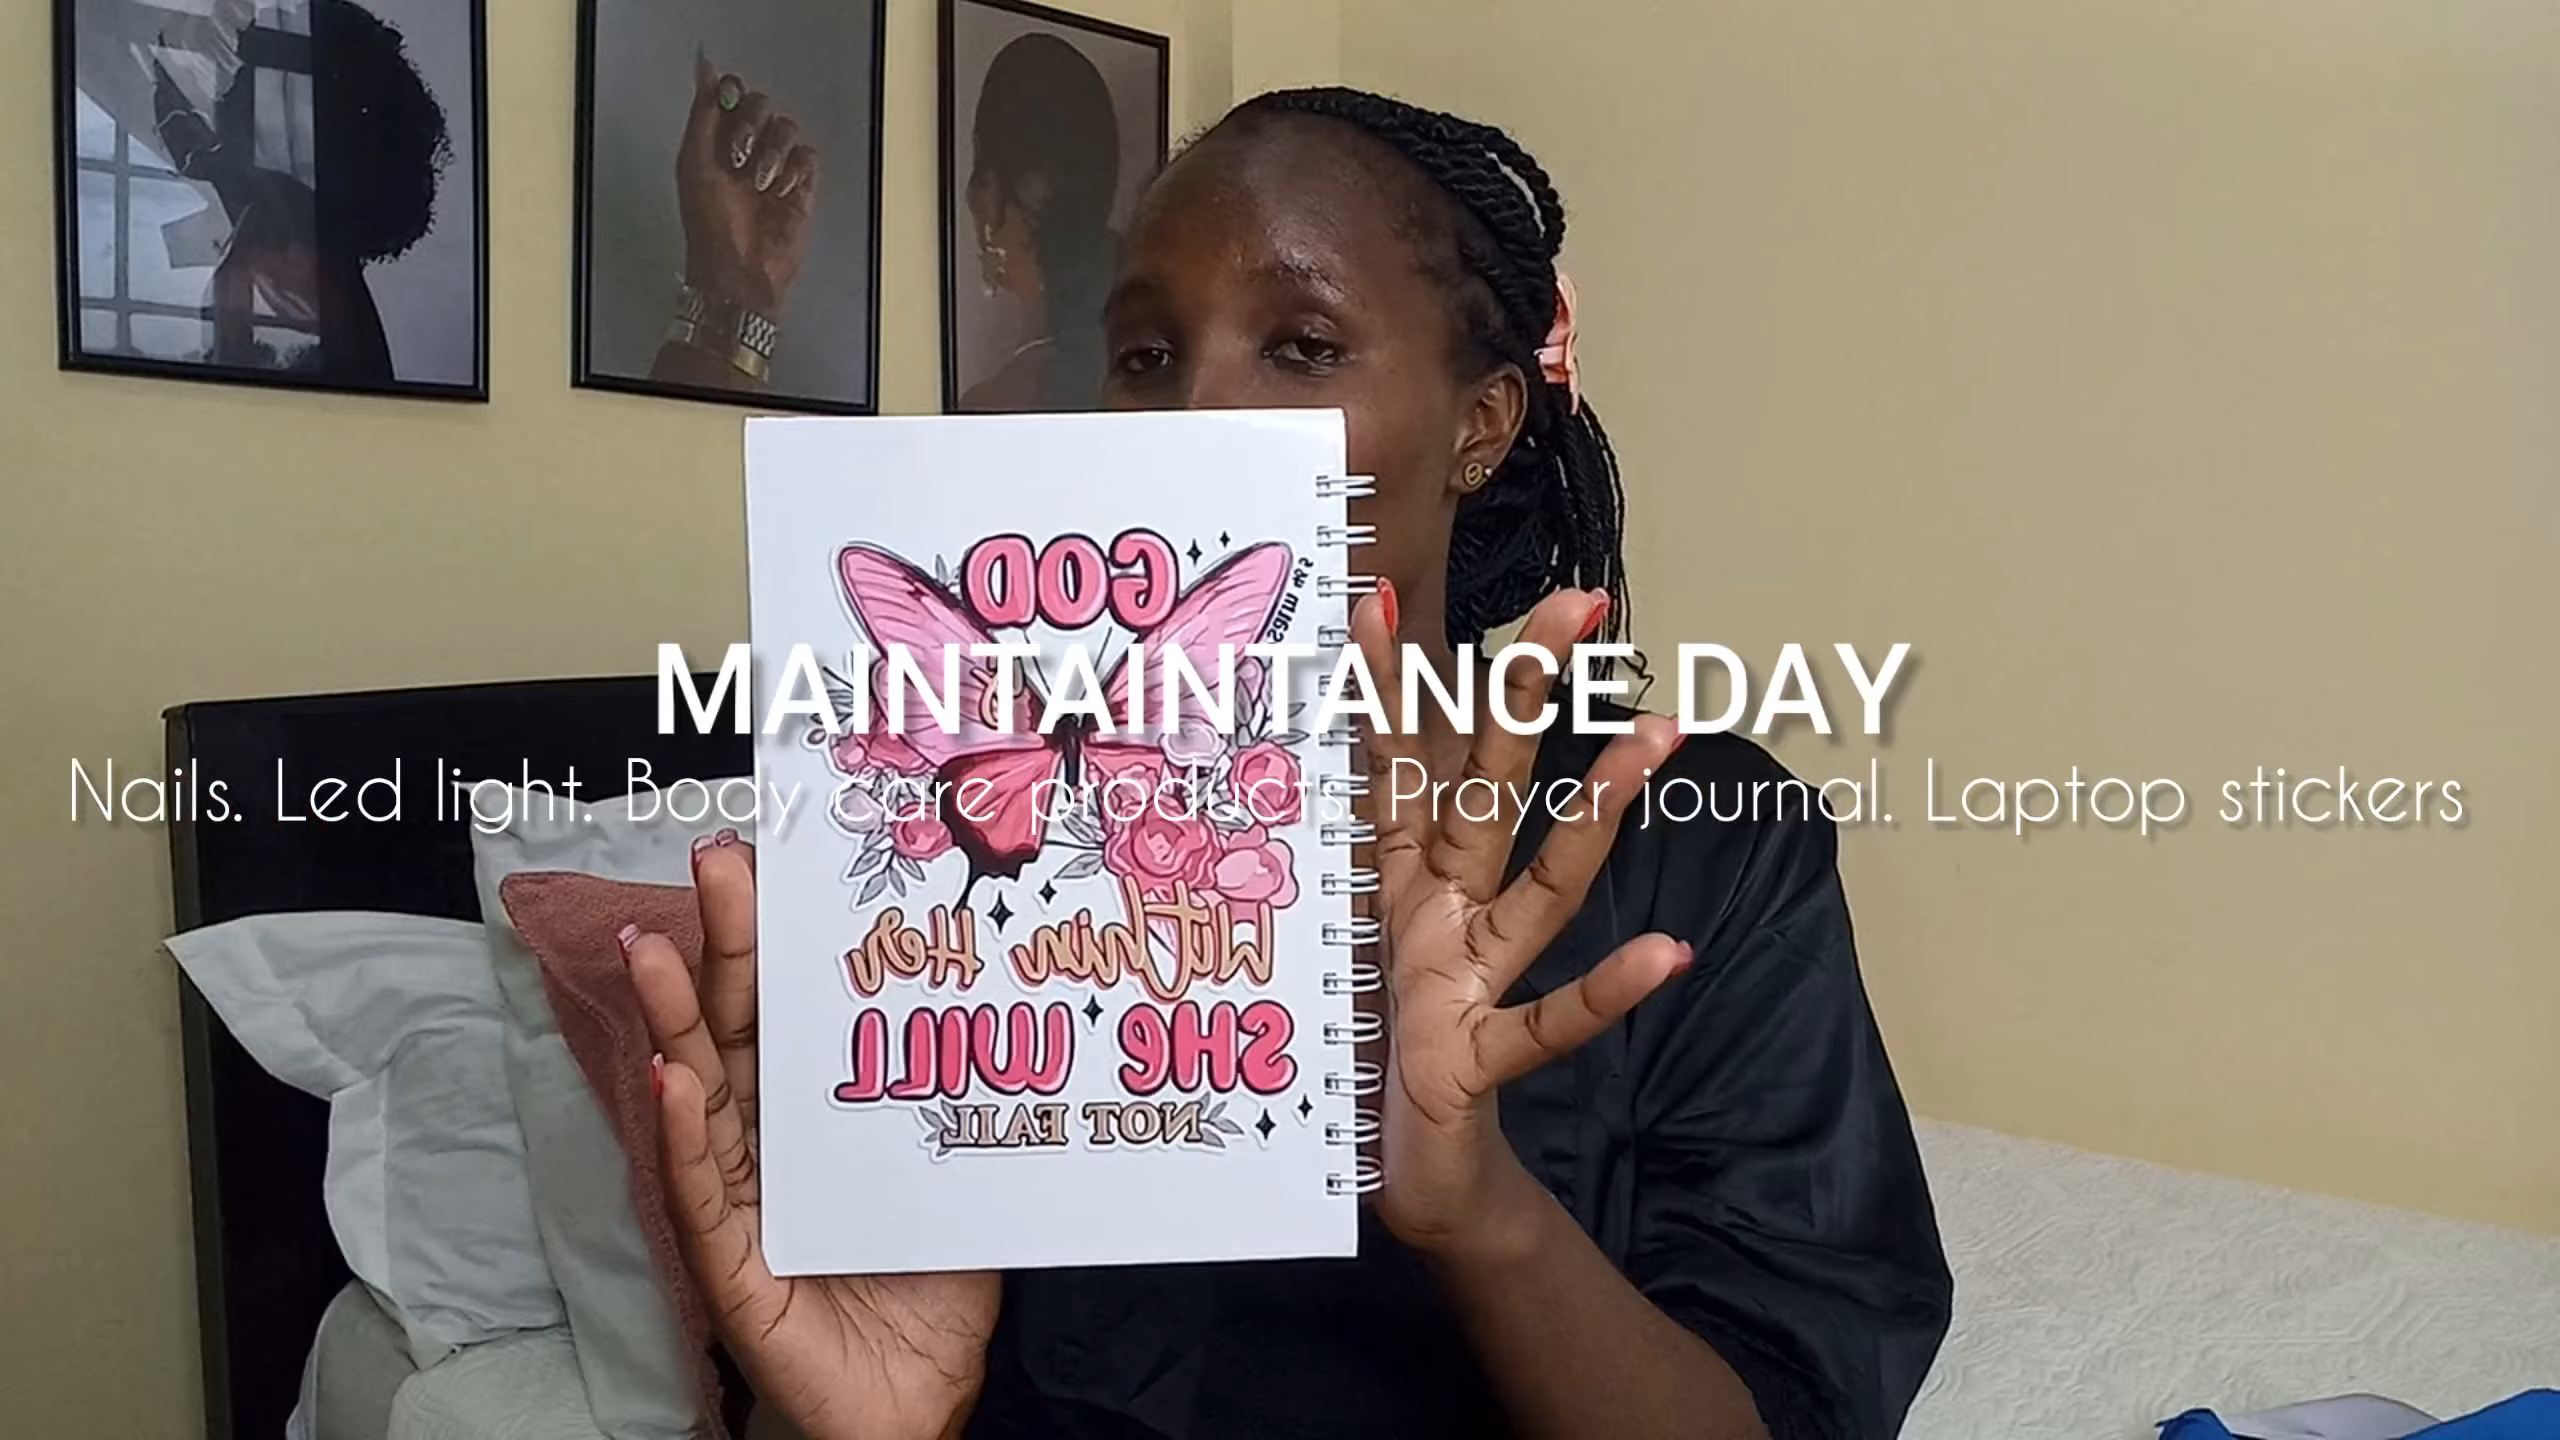 GOD
is
MAINTAINTANCE DAY
Nails. Led light. Body care products. Prayer journal. Laptop stickers
Within Her
SHe WILL
NOT FAIL